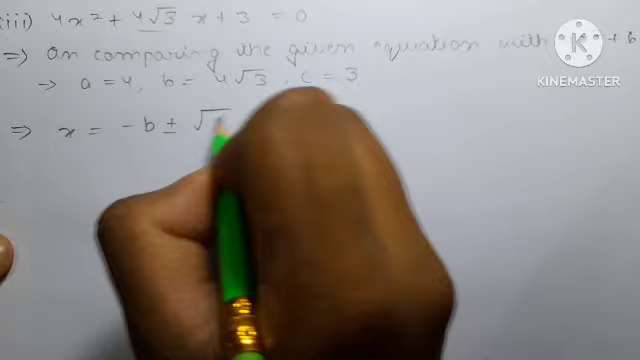 iii) 4x² + 4√3 x + 3 = 0
⇒ On comparing the given equation with
→ a = 4, b = 4√3, c = 3
⇒ x = -b ± √
KINEMASTER